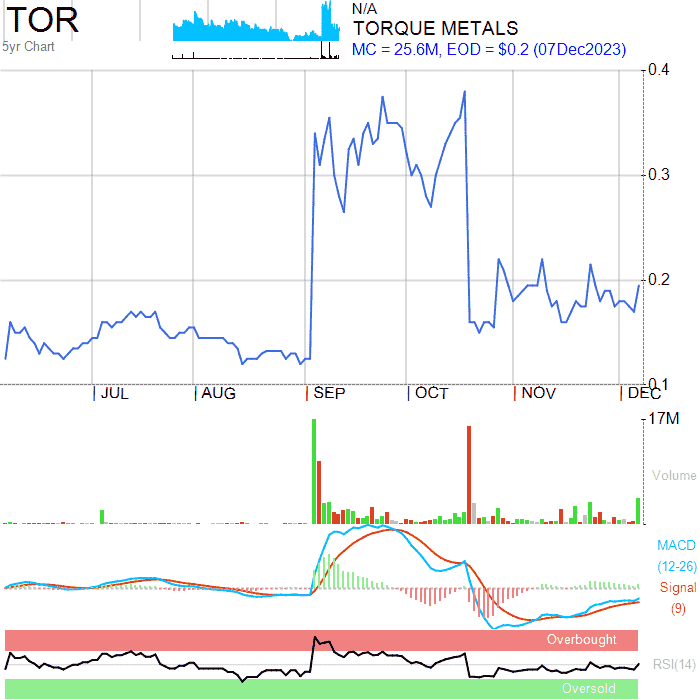 TOR
5yr Chart
N/A
TORQUE METALS
MC = 25.6M, EOD = $0.2 (07Dec2023)
0.4
0.3
0.2
0.1
JUL
AUG
SEP
OCT
NOV
DEC
17M
Volume
MACD
(12-26)
Signal
(9)
Overbought
RSI(14)
Oversold